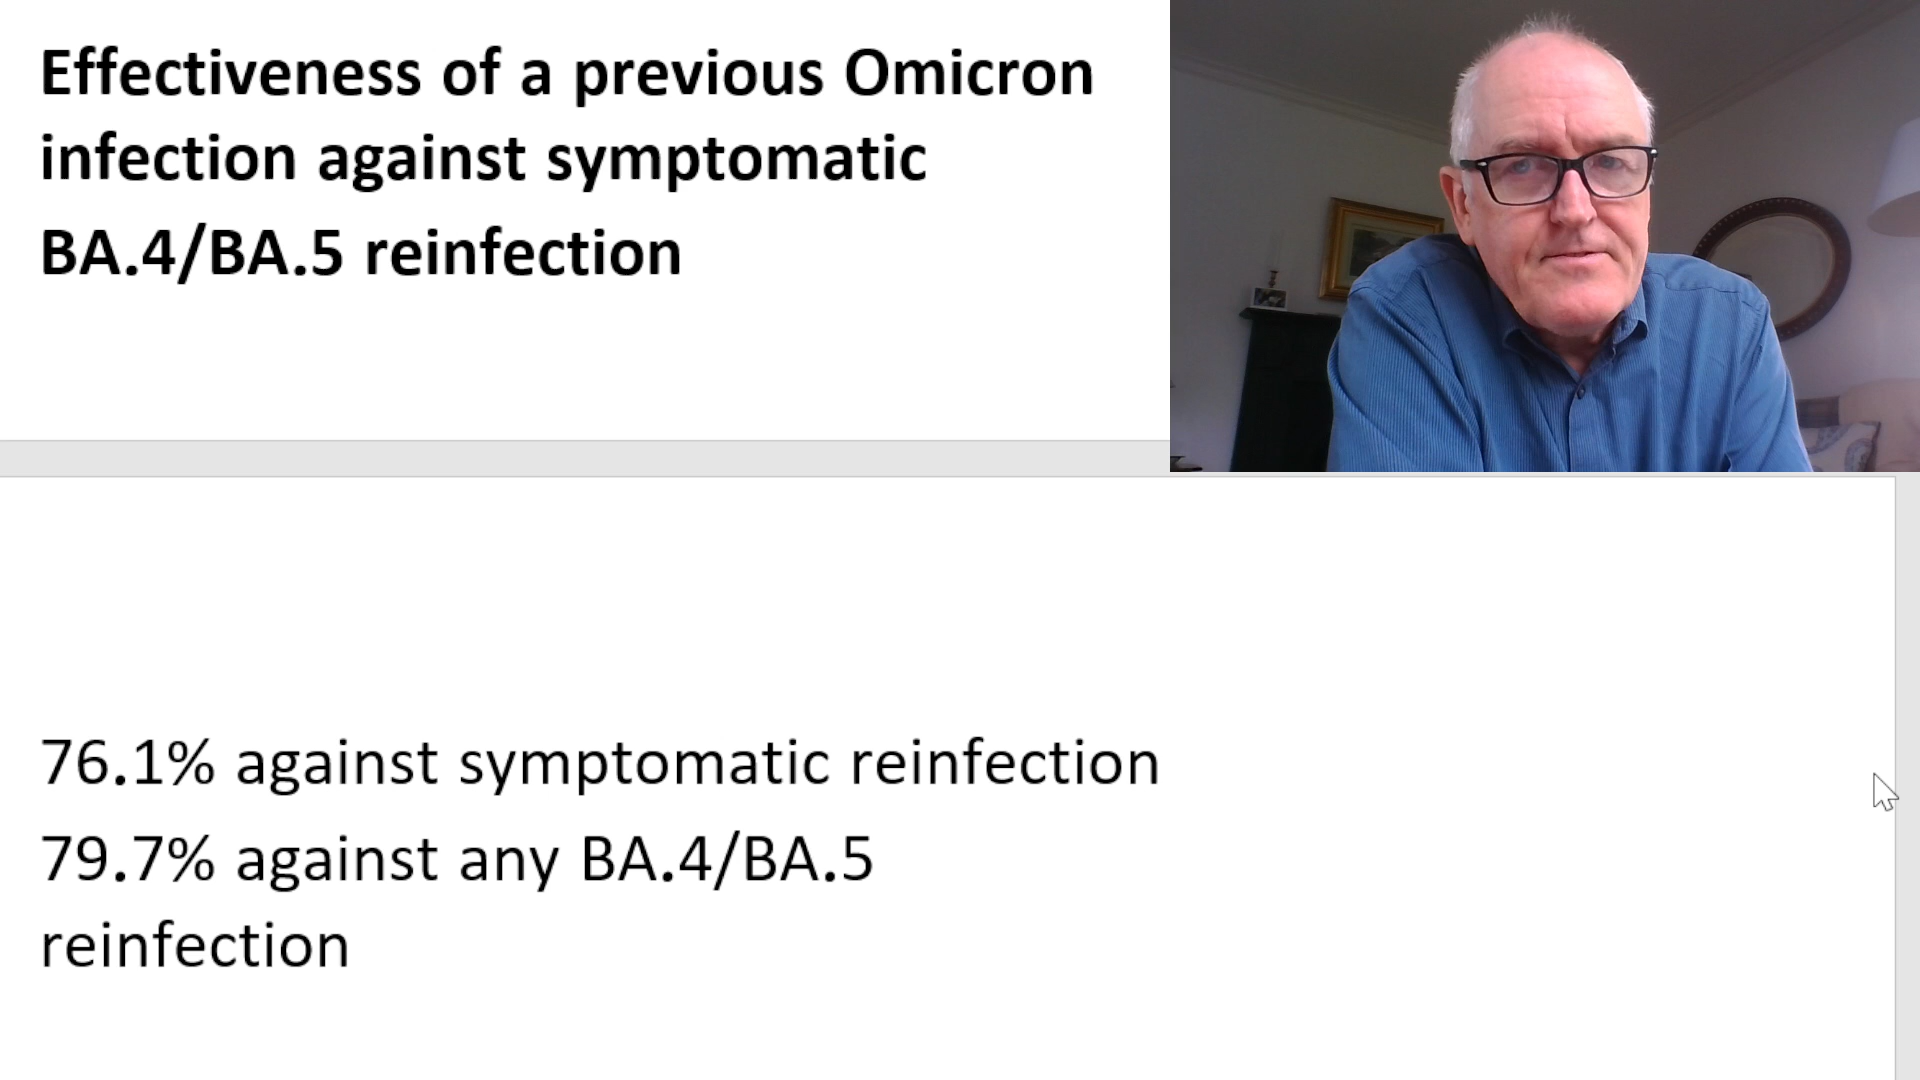 Effectiveness of a previous Omicron
infection against symptomatic
BA.4/BA.5 reinfection
76.1% against symptomatic reinfection
79.7% against any BA.4/BA.5
reinfection